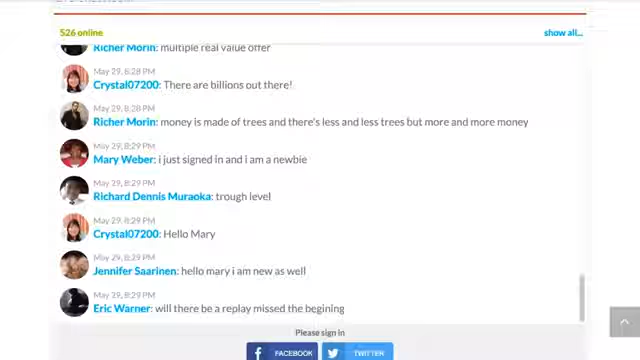 526 online
show all...
Richer Morin: multiple real value offer
May 29, 8:28 PM
Crystal07200: There are billions out there!
May 29, 8:28 PM
Richer Morin: money is made of trees and there's less and less trees but more and more money
May 29, 8:29 PM
Mary Weber: i just signed in and i am a newbie
May 29, 8:29 PM
Richard Dennis Muraoka: trough level
May 29, 8:29 PM
Crystal07200: Hello Mary
May 29, 8:29 PM
Jennifer Saarinen: hello mary i am new as well
May 29, 8:29 PM
Eric Warner: will there be a replay missed the begining
Please sign in
f FACEBOOK
TWITTER